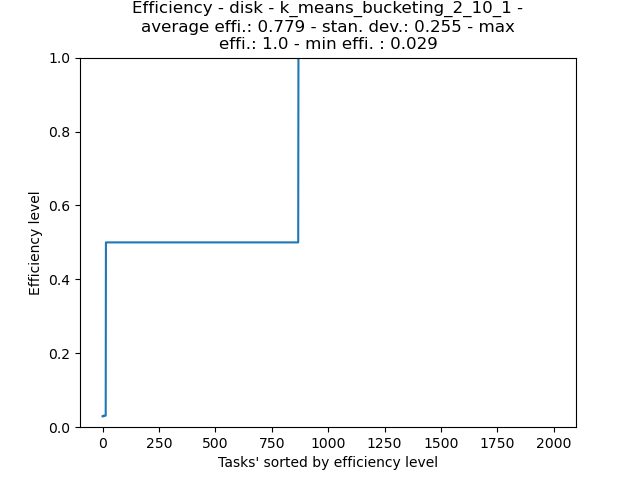 Efficiency - disk - k_means_bucketing_2_10_1 -
average effi.: 0.779 - stan. dev.: 0.255 - max
effi.: 1.0 - min effi. : 0.029
1.0
0.8
0.6
0.4
0.2
0.0
Efficiency level
0 250 500 750 1000 1250 1500 1750 2000
Tasks' sorted by efficiency level